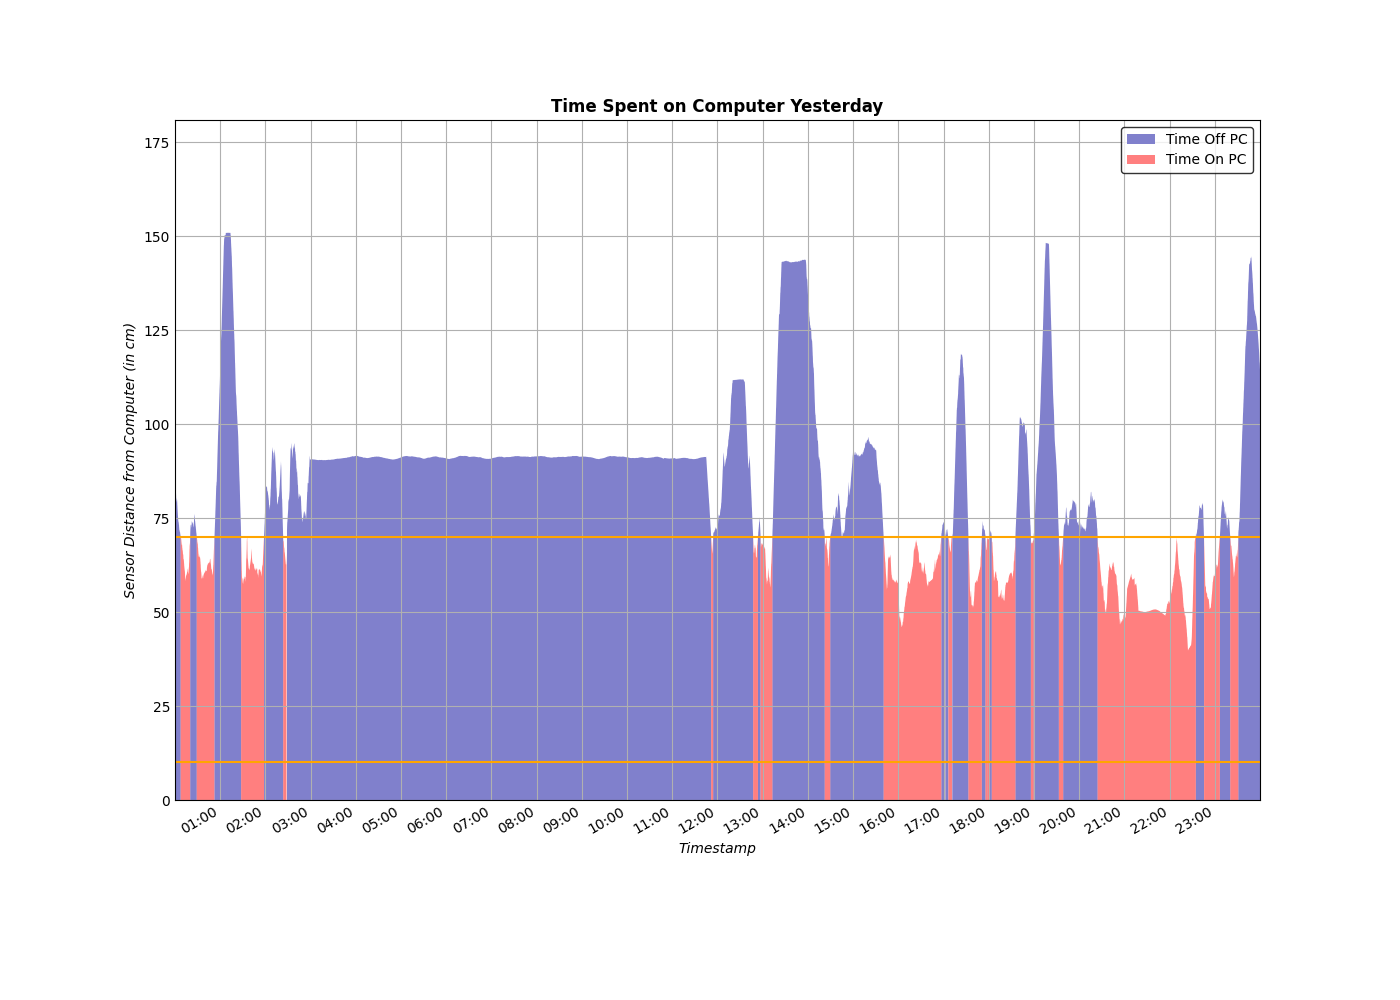 Time Spent on Computer Yesterday
Time Off PC
Time On PC
175
150
125
100
75
50
25
0
Sensor Distance from Computer (in cm)
01:00 02:00 03:00 04:00 05:00 06:00 07:00 08:00 09:00 10:00 11:00 12:00 13:00 14:00 15:00 16:00 17:00 18:00 19:00 20:00 21:00 22:00 23:00
Timestamp